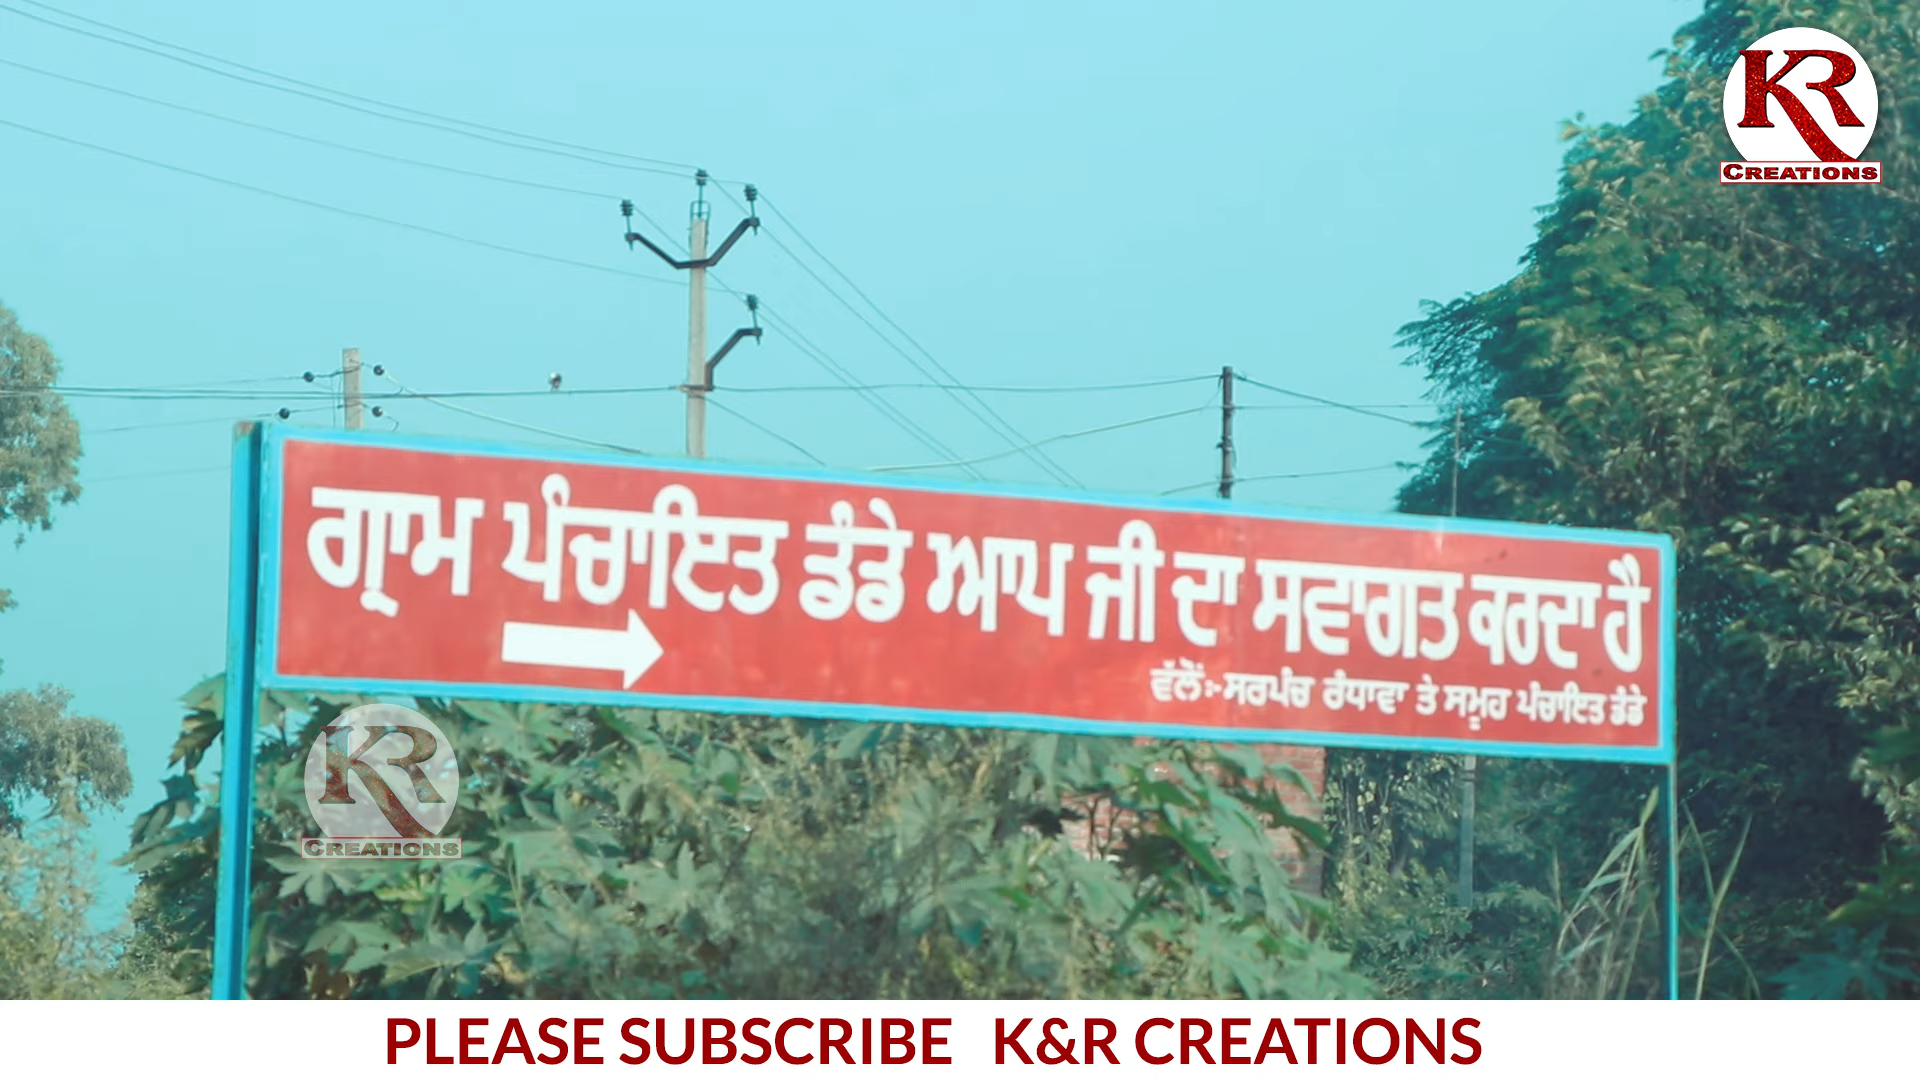 KR
CREATIONS
ਗ੍ਰਾਮ ਪੰਚਾਇਤ ਡੰਡੇ ਆਪ ਜੀ ਦਾ ਸਵਾਗਤ ਕਰਦਾ ਹੈ
ਵੱਲੋਂ:-ਸਰਪੰਚ ਰੰਧਾਵਾ ਤੇ ਸਮੂਹ ਪੰਚਾਇਤ ਡੰਡੇ
KR
CREATIONS
PLEASE SUBSCRIBE K&R CREATIONS